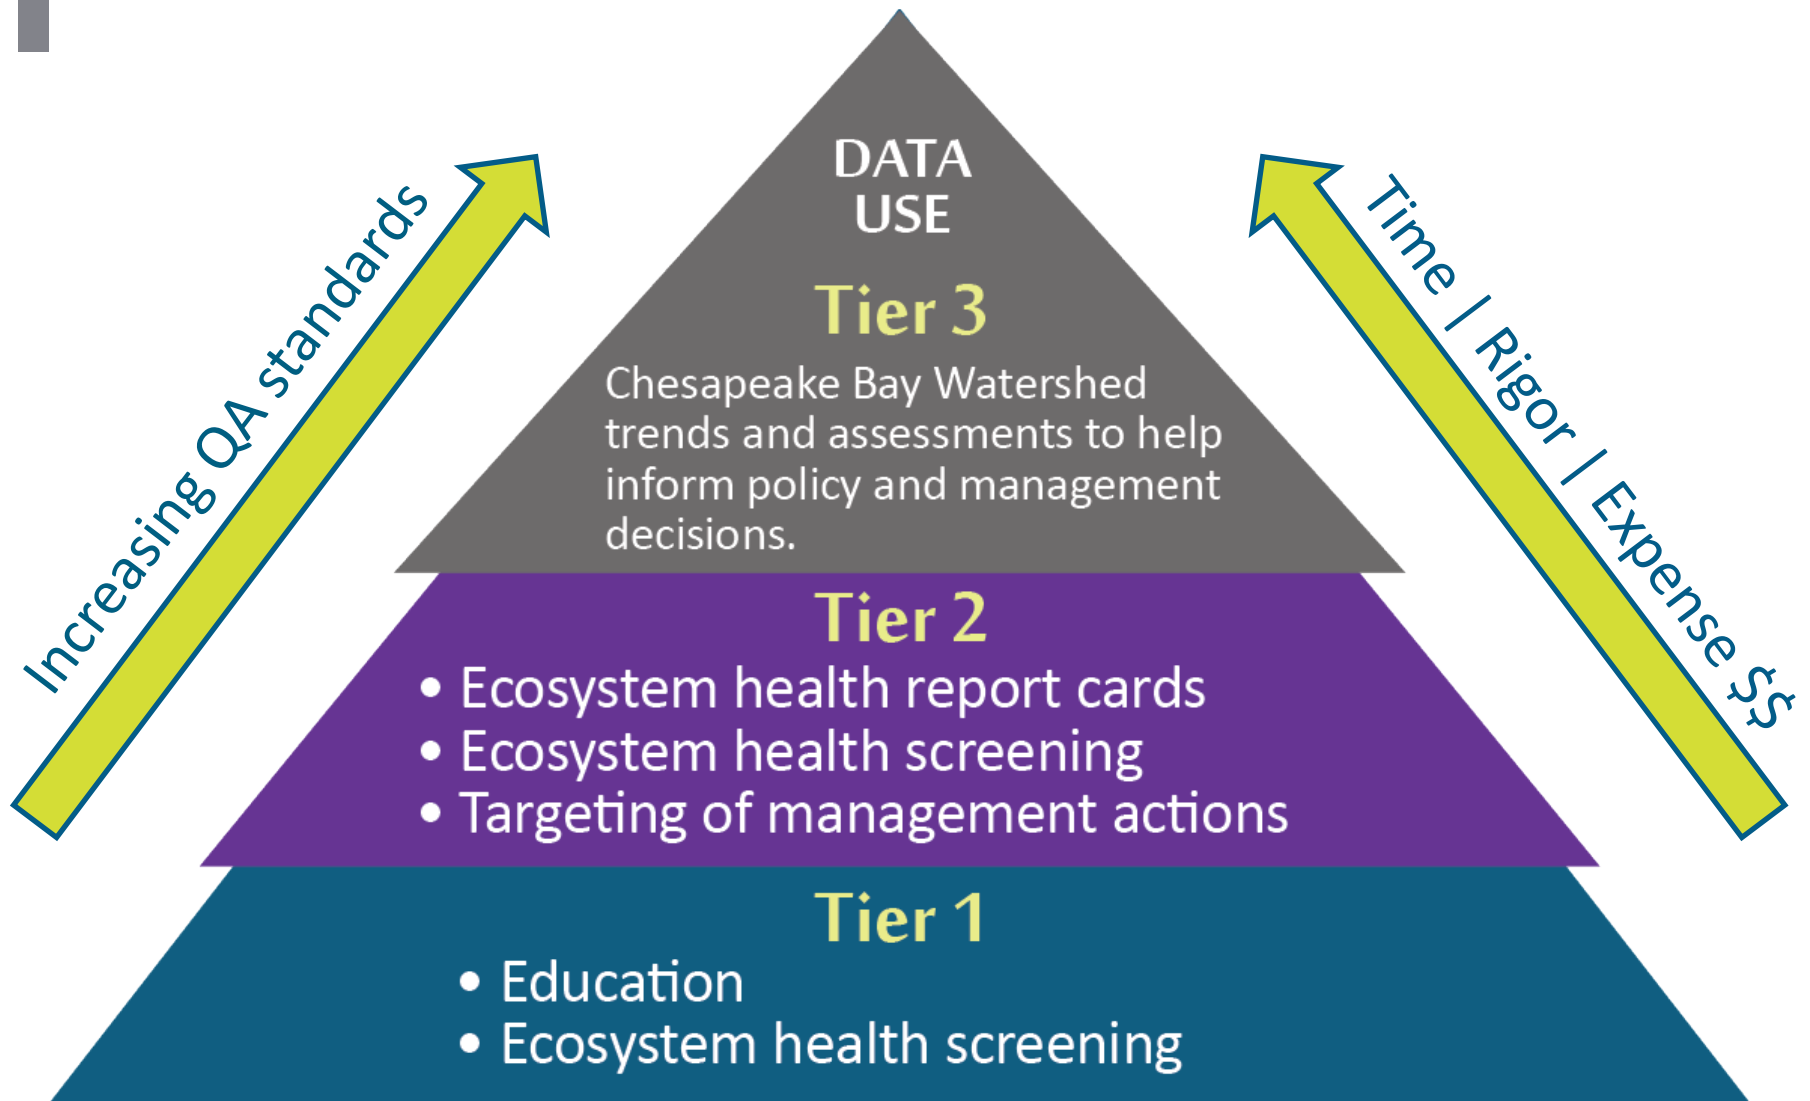 DATA
USE
Tier 3
Chesapeake Bay Watershed
trends and assessments to help
inform policy and management
decisions.
Increasing QA standards
Time | Rigor | Expense $$
Tier 2
• Ecosystem health report cards
• Ecosystem health screening
• Targeting of management actions
Tier 1
• Education
• Ecosystem health screening